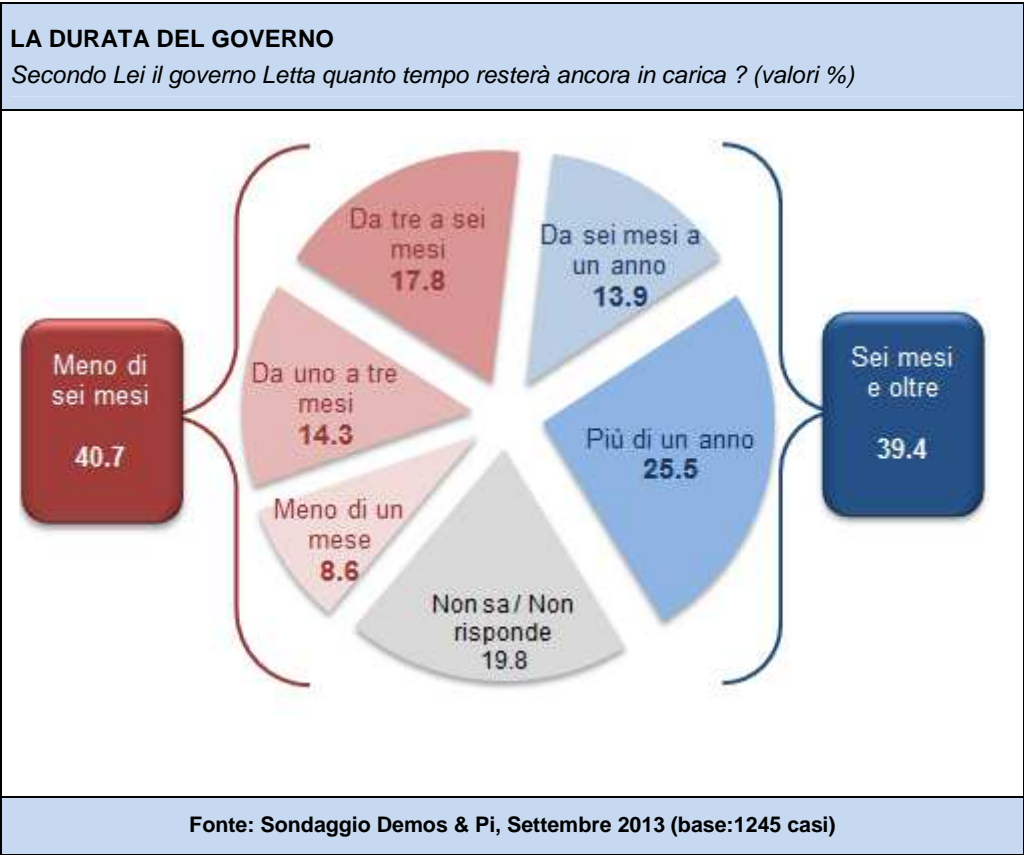 LA DURATA DEL GOVERNO
Secondo Lei il governo Letta quanto tempo resterà ancora in carica ? (valori %)
Da tre a sei
mesi
17.8
Da sei mesi a
un anno
13.9
Meno di
sei mesi
40.7
Da uno a tre
mesi
14.3
Più di un anno
25.5
Sei mesi
e oltre
39.4
Meno di un
mese
8.6
Non sa / Non
risponde
19.8
Fonte: Sondaggio Demos & Pi, Settembre 2013 (base:1245 casi)